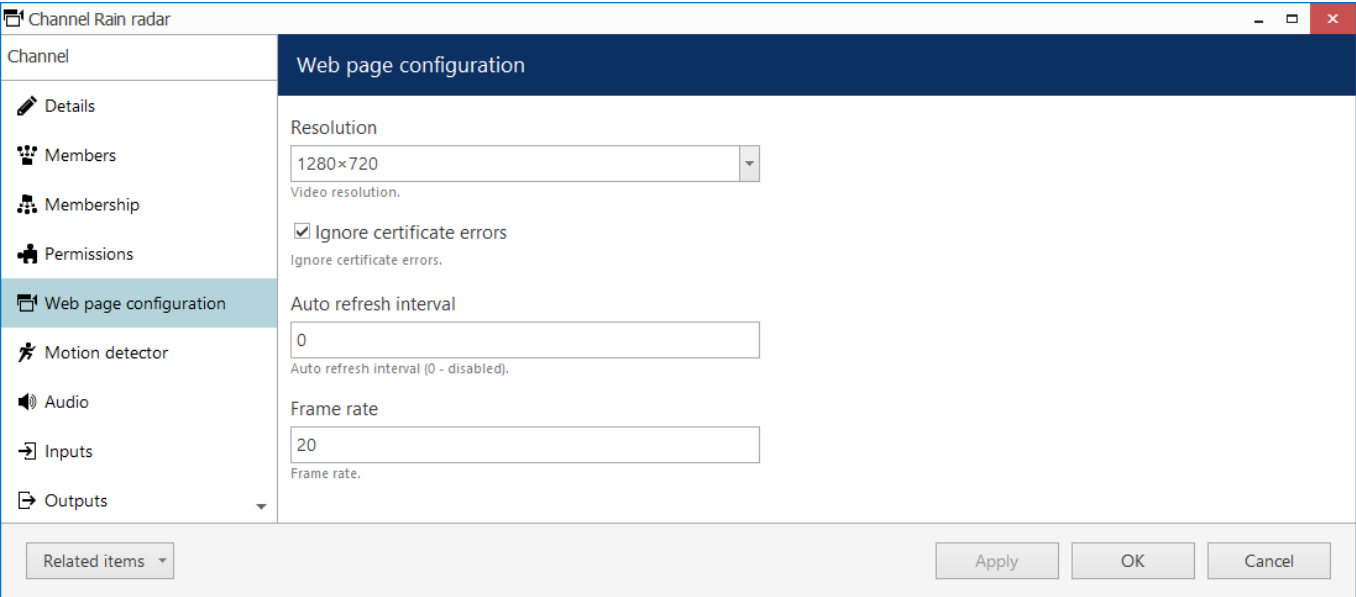 Channel Rain radar
Channel
Web page configuration
Details
Members
Membership
Permissions
Web page configuration
Motion detector
Audio
Inputs
Outputs
Resolution
1280×720
Video resolution.
Ignore certificate errors
Ignore certificate errors.
Auto refresh interval
0
Auto refresh interval (0 - disabled).
Frame rate
20
Frame rate.
Related items
Apply
OK
Cancel